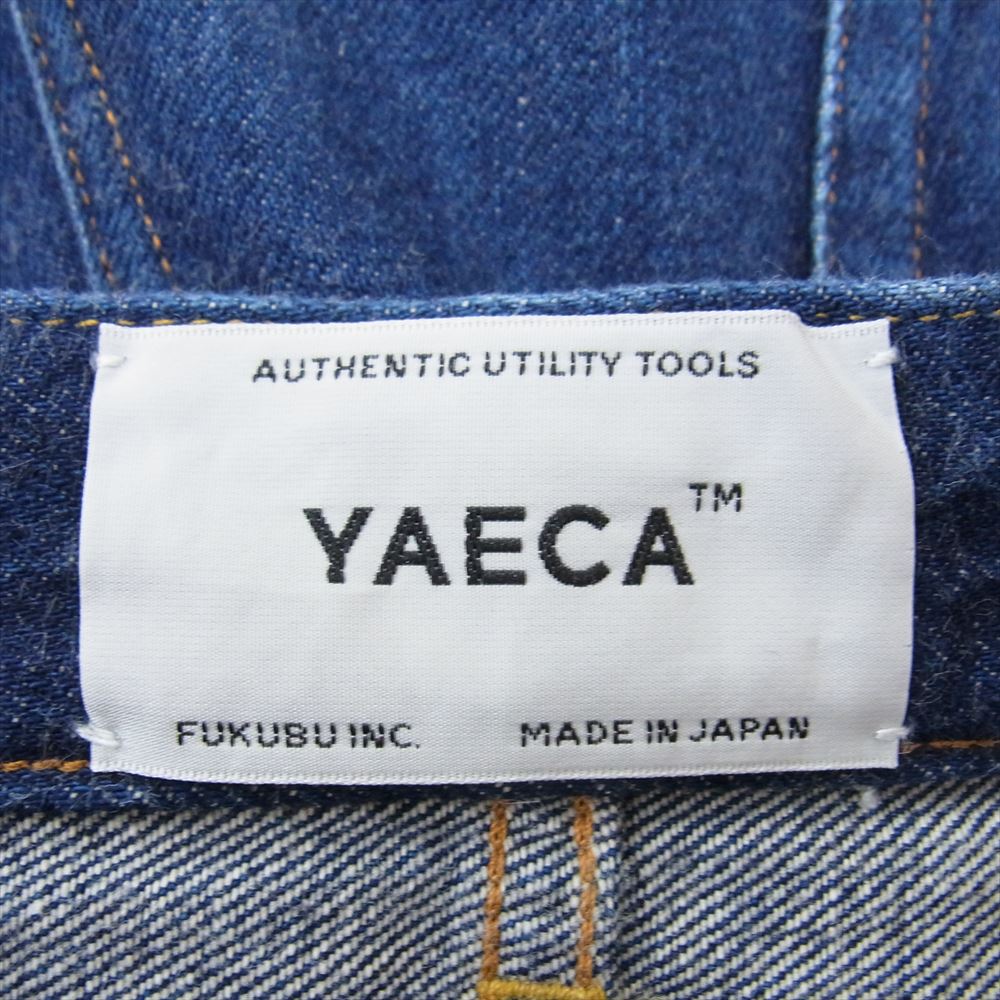 AUTHENTIC UTILITY TOOLS
YAECA™
FUKUBU INC. MADE IN JAPAN